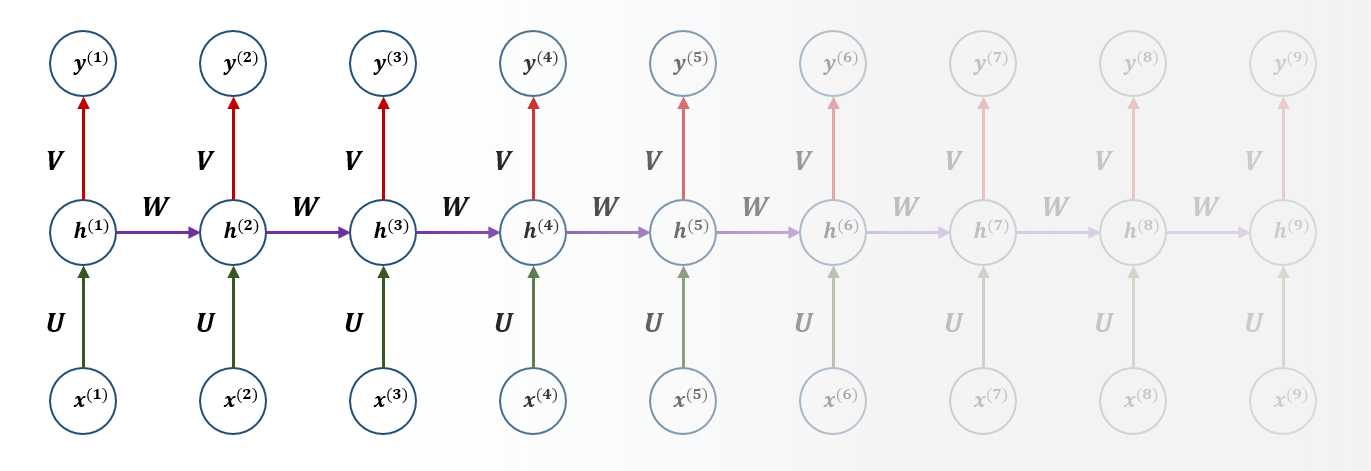 y(1) y(2) y(3) y(4) y(5) y(6) y(7) y(8) y(9)
V V V V V V V V V
W W W W W W W W
h(1) h(2) h(3) h(4) h(5) h(6) h(7) h(8) h(9)
U U U U U U U U U
x(1) x(2) x(3) x(4) x(5) x(6) x(7) x(8) x(9)